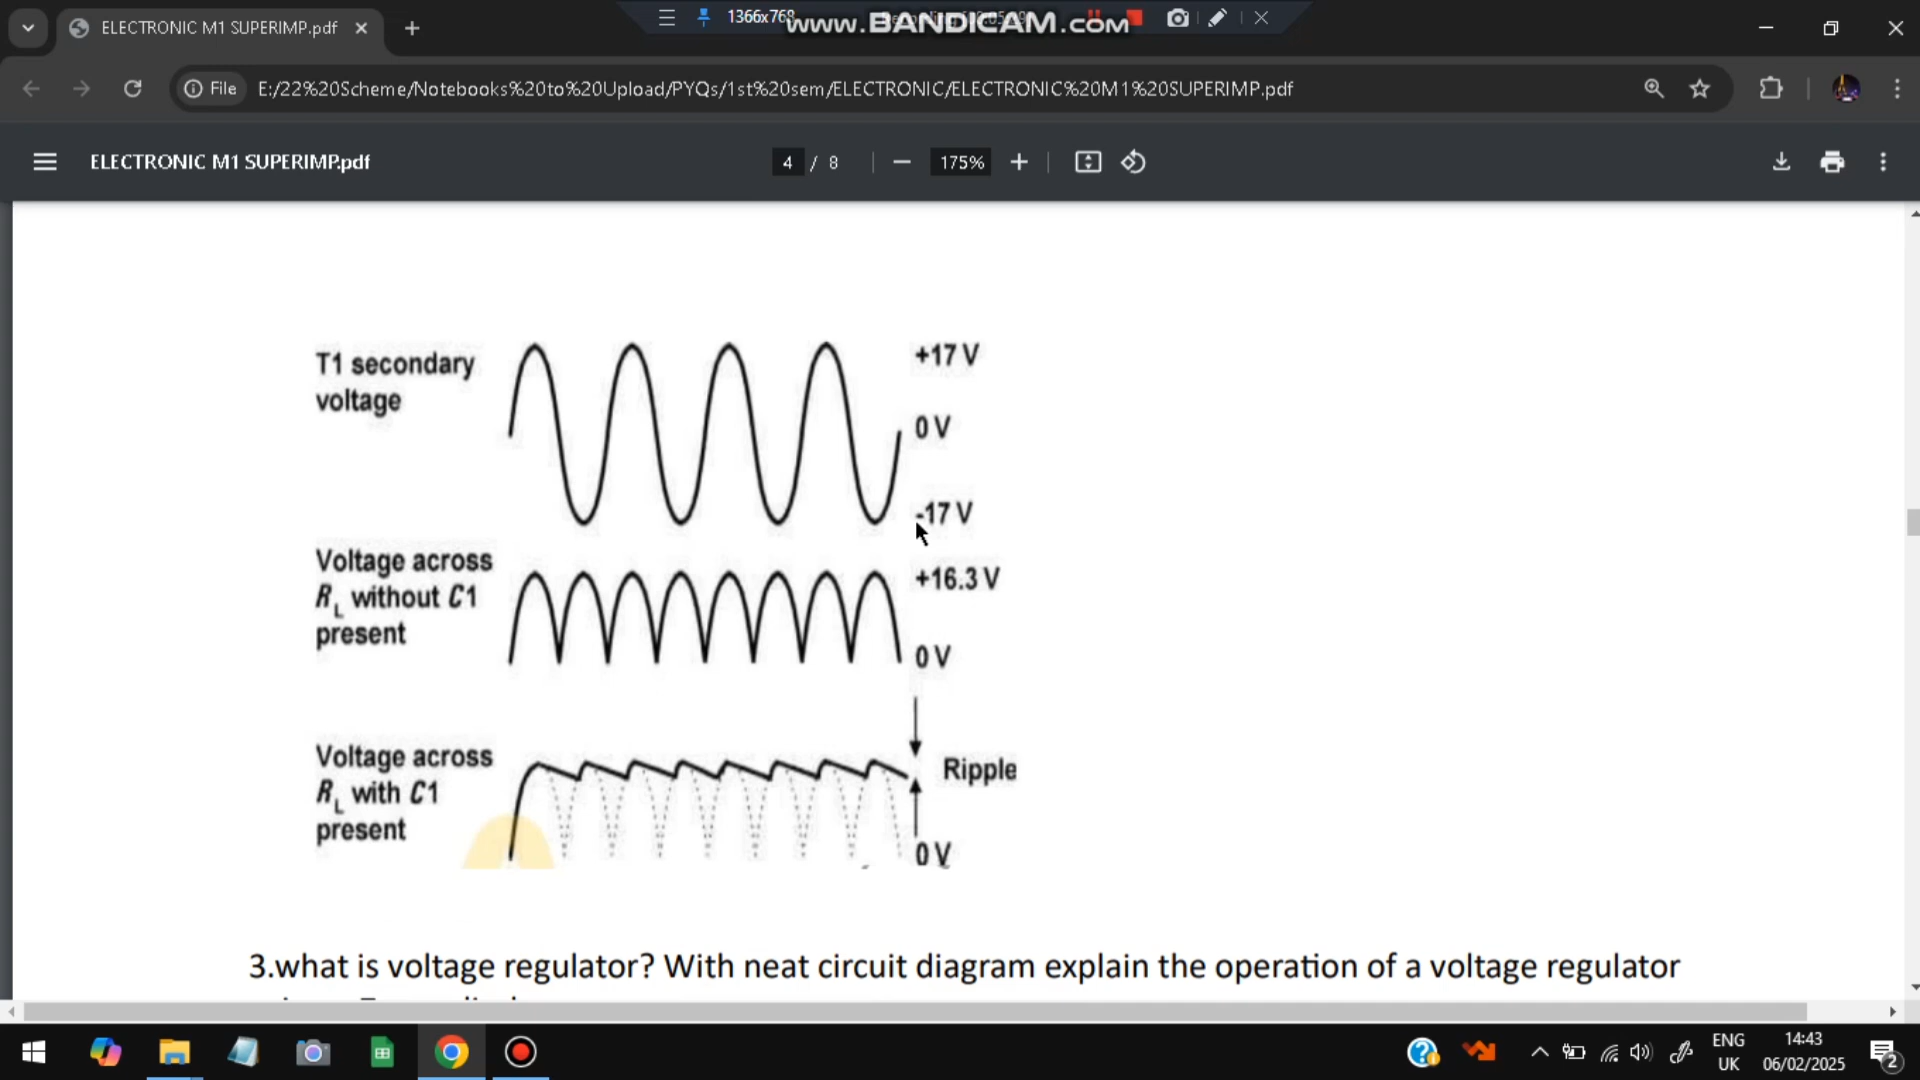 ELECTRONIC M1 SUPERIMP.pdf
1366x768
www.BANDICAM.com
File
E:/22%20Scheme/Notebooks%20to%20Upload/PYQs/1st%20sem/ELECTRONIC/ELECTRONIC%20M1%20SUPERIMP.pdf
ELECTRONIC M1 SUPERIMP.pdf
4 / 8
175%
T1 secondary
voltage
+17 V
0 V
-17 V
Voltage across
RL without C1
present
+16.3 V
0 V
Voltage across
RL with C1
present
Ripple
0 V
3.what is voltage regulator? With neat circuit diagram explain the operation of a voltage regulator
ENG
UK
14:43
06/02/2025
2